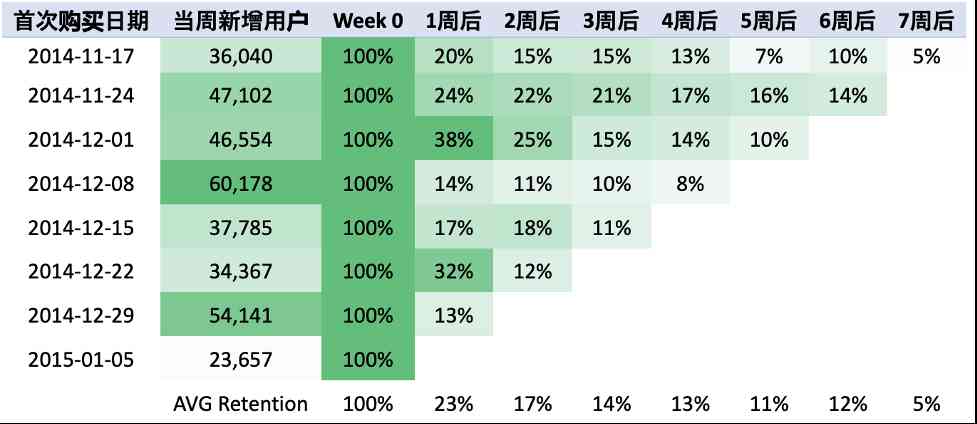 首次购买日期 当周新增用户 Week 0 1周后 2周后 3周后 4周后 5周后 6周后 7周后
2014-11-17 36,040 100% 20% 15% 15% 13% 7% 10% 5%
2014-11-24 47,102 100% 24% 22% 21% 17% 16% 14%
2014-12-01 46,554 100% 38% 25% 15% 14% 10%
2014-12-08 60,178 100% 14% 11% 10% 8%
2014-12-15 37,785 100% 17% 18% 11%
2014-12-22 34,367 100% 32% 12%
2014-12-29 54,141 100% 13%
2015-01-05 23,657 100%
AVG Retention 100% 23% 17% 14% 13% 11% 12% 5%